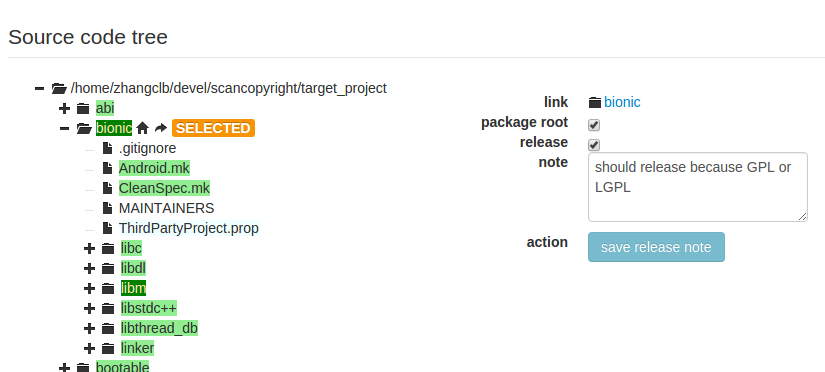 Source code tree
/home/zhangclb/devel/scancopyright/target_project
abi
bionic SELECTED
.gitignore
Android.mk
CleanSpec.mk
MAINTAINERS
ThirdPartyProject.prop
libc
libdl
libm
libstdc++
libthread_db
linker
bootable
link bionic
package root
release
note should release because GPL or
LGPL
action save release note